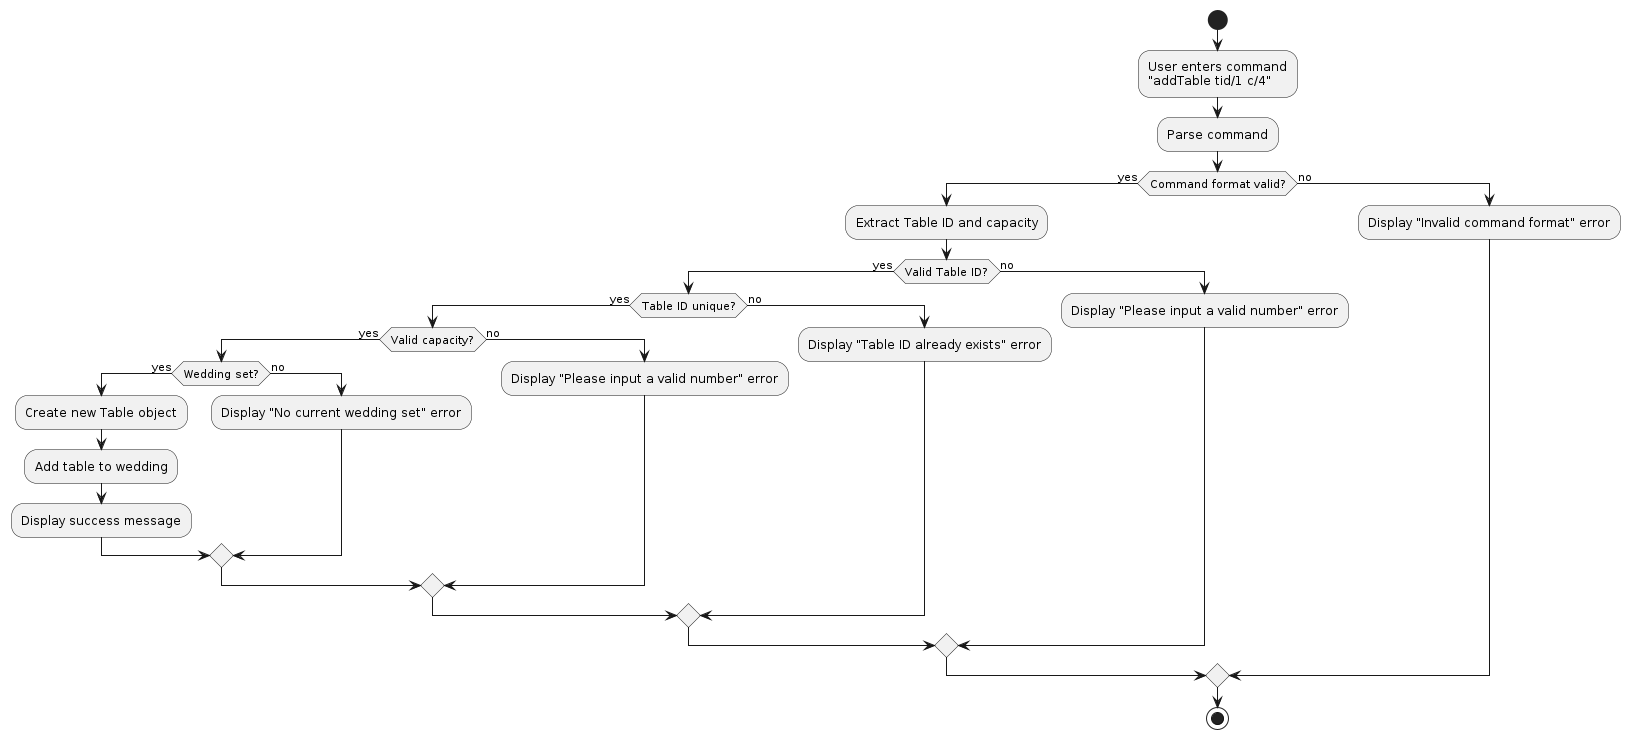 User enters command
"addTable tid/1 c/4"
Parse command
Command format valid?
yes
no
Extract Table ID and capacity
Display "Invalid command format" error
Valid Table ID?
yes
no
Table ID unique?
yes
no
Display "Please input a valid number" error
Valid capacity?
yes
no
Display "Table ID already exists" error
Wedding set?
yes
no
Display "Please input a valid number" error
Create new Table object
Display "No current wedding set" error
Add table to wedding
Display success message